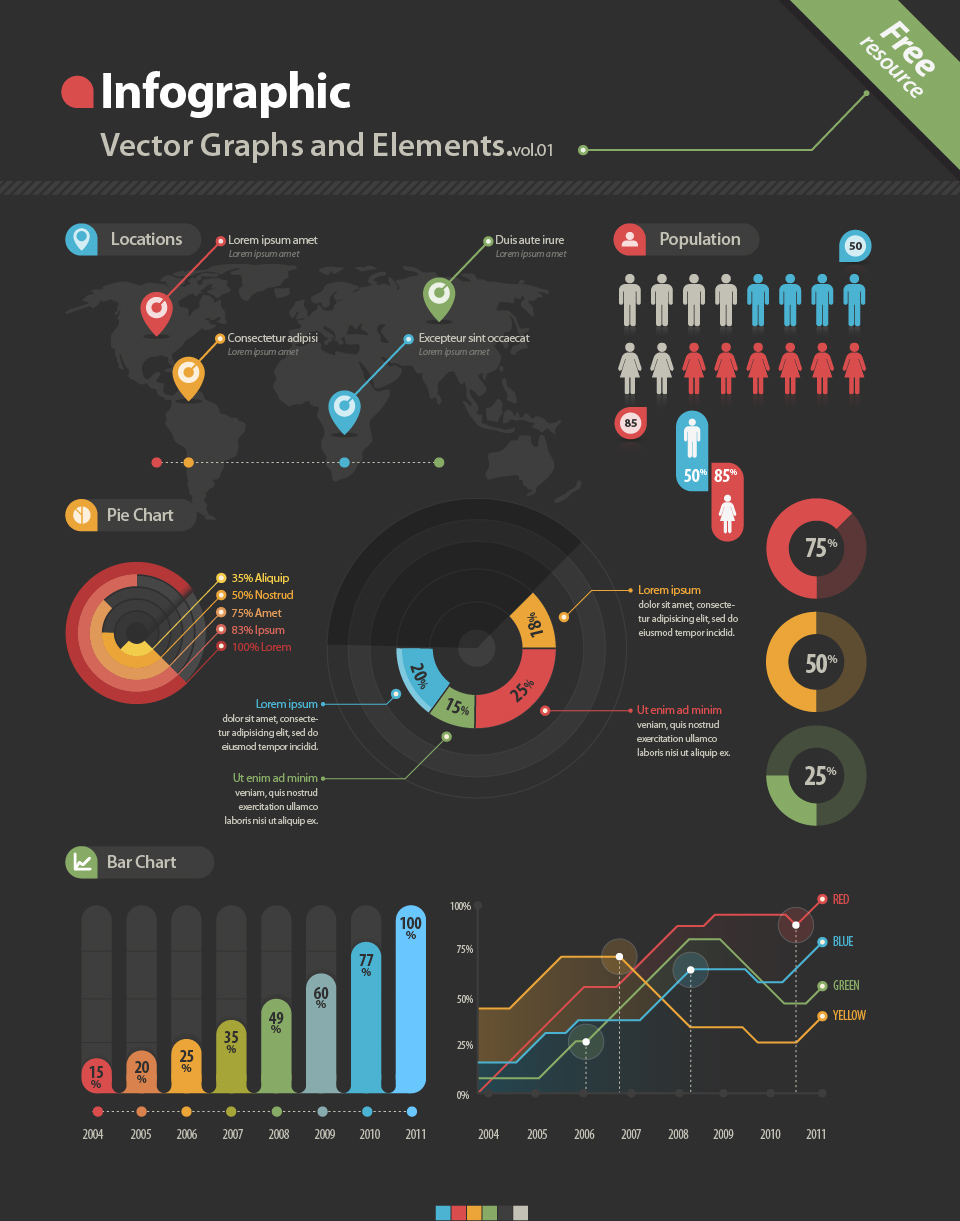 Free
resource
Infographic
Vector Graphs and Elements.vol.01
Locations
Lorem ipsum amet
Lorem ipsum amet
Duis aute irure
Lorem ipsum amet
Consectetur adipisi
Lorem ipsum amet
Excepteur sint occaecat
Lorem ipsum amet
Population
50
85
50%
85%
75%
50%
25%
Pie Chart
35% Aliquip
50% Nostrud
75% Amet
83% Ipsum
100% Lorem
18%
25%
15%
20%
Lorem ipsum
dolor sit amet, consecte-
tur adipisicing elit, sed do
eiusmod tempor incidid.
Ut enim ad minim
veniam, quis nostrud
exercitation ullamco
laboris nisi ut aliquip ex.
Lorem ipsum
dolor sit amet, consecte-
tur adipisicing elit, sed do
eiusmod tempor incidid.
Ut enim ad minim
veniam, quis nostrud
exercitation ullamco
laboris nisi ut aliquip ex.
Bar Chart
15
%
20
%
25
%
35
%
49
%
60
%
77
%
100
%
2004 2005 2006 2007 2008 2009 2010 2011
100%
75%
50%
25%
0%
RED
BLUE
GREEN
YELLOW
2004 2005 2006 2007 2008 2009 2010 2011